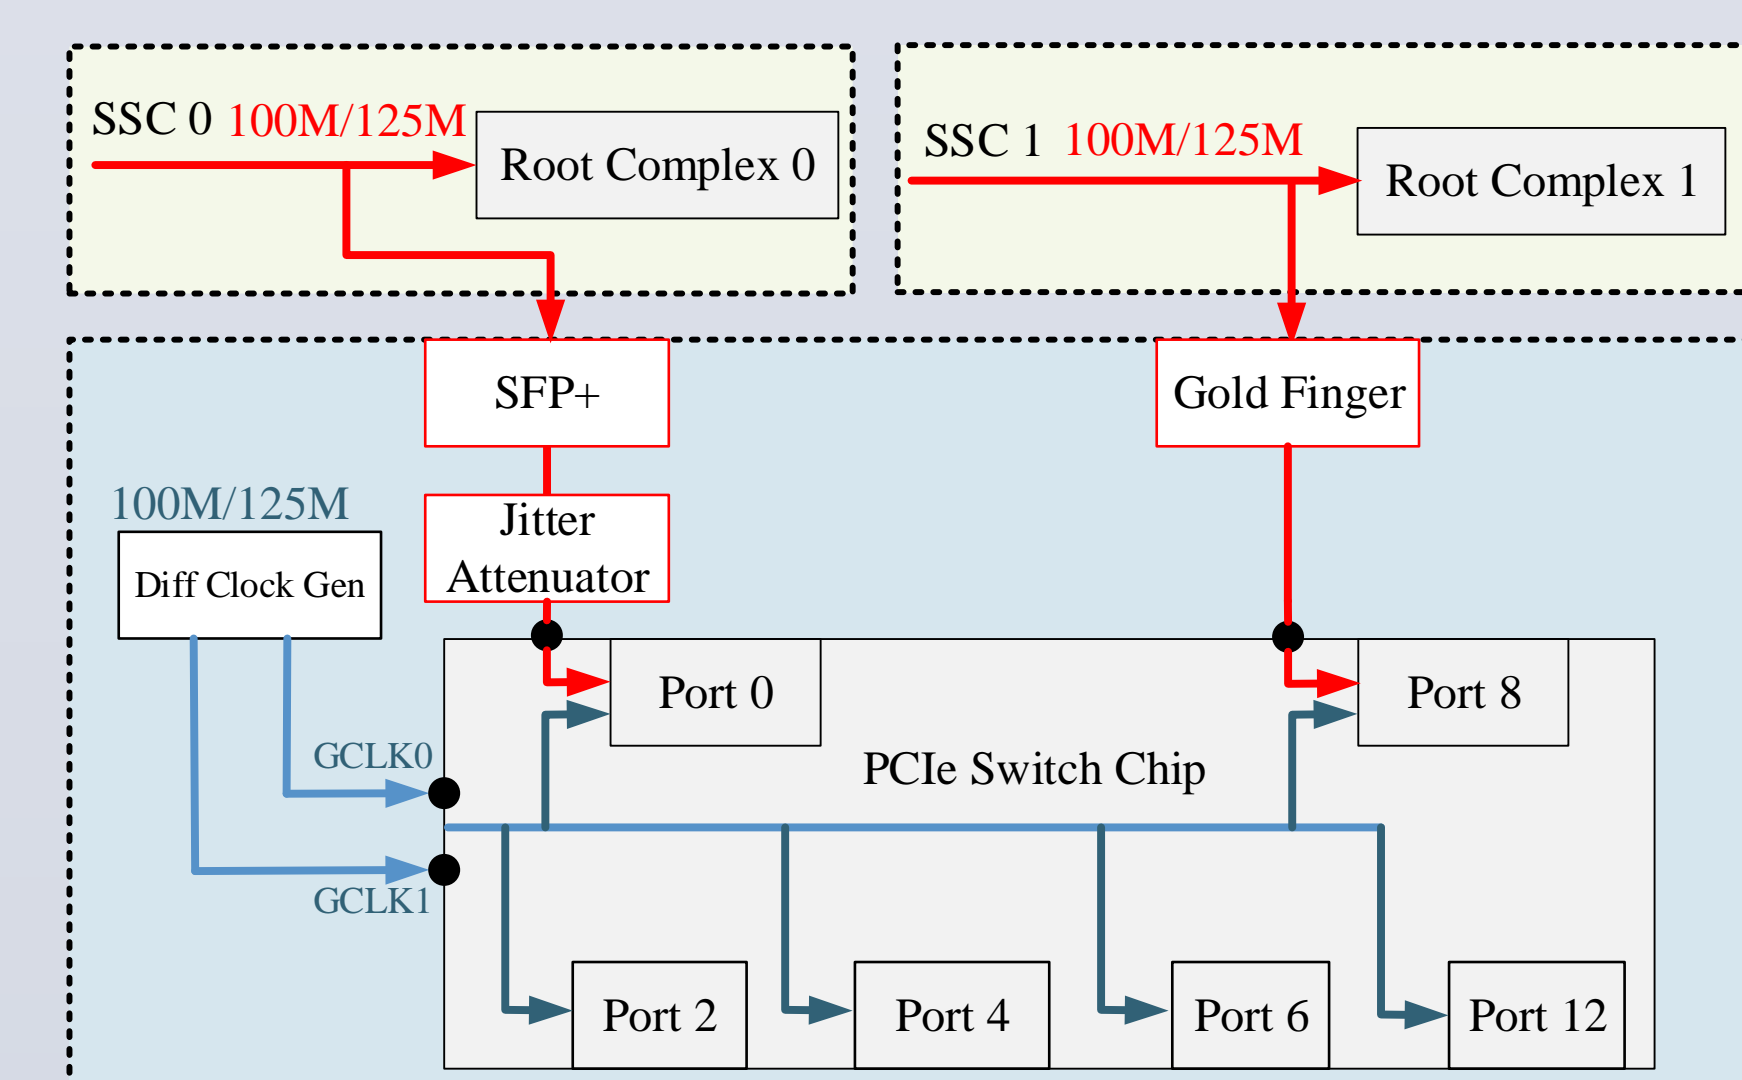 SSC 0 100M/125M
Root Complex 0
SSC 1 100M/125M
Root Complex 1
SFP+
Gold Finger
Jitter
Attenuator
100M/125M
Diff Clock Gen
GCLK0
GCLK1
Port 0
Port 8
PCIe Switch Chip
Port 2
Port 4
Port 6
Port 12